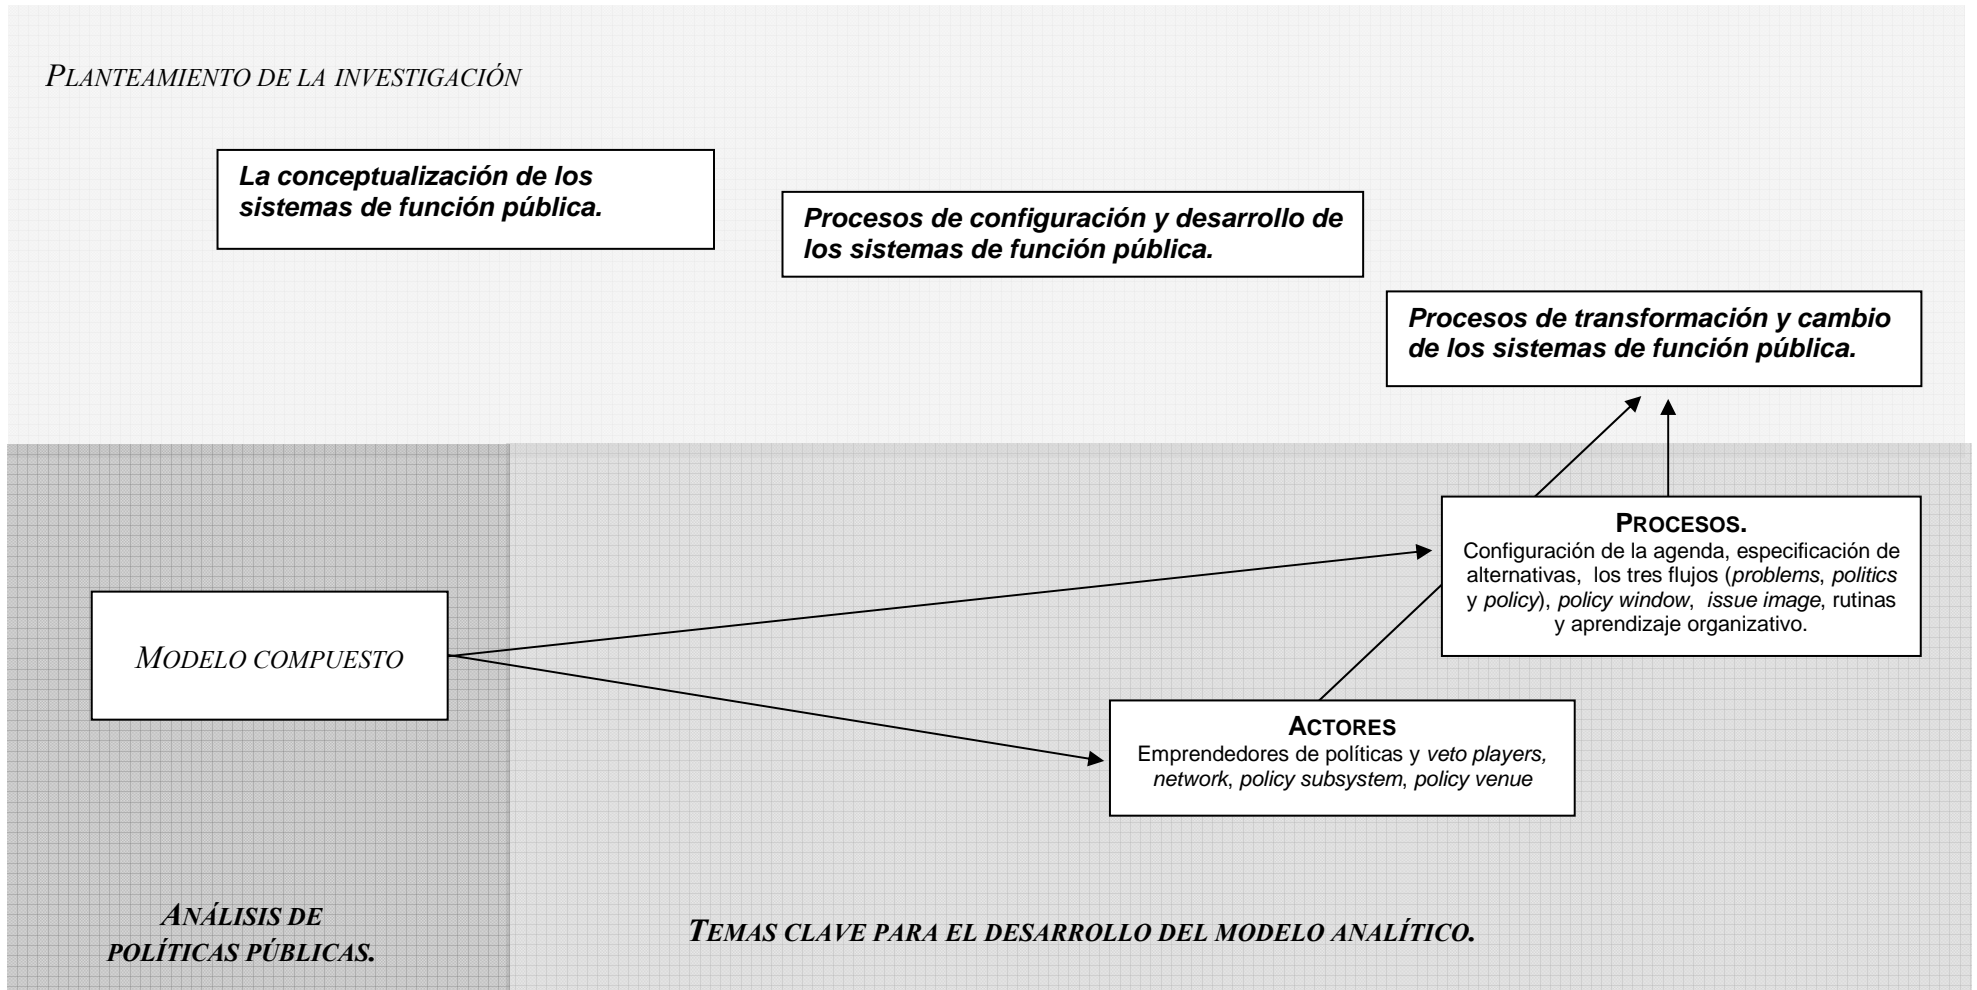 PLANTEAMIENTO DE LA INVESTIGACIÓN
La conceptualización de los
sistemas de función pública.
Procesos de configuración y desarrollo de
los sistemas de función pública.
Procesos de transformación y cambio
de los sistemas de función pública.
PROCESOS.
Configuración de la agenda, especificación de
alternativas, los tres flujos (problems, politics
y policy), policy window, issue image, rutinas
y aprendizaje organizativo.
MODELO COMPUESTO
ACTORES
Emprendedores de políticas y veto players,
network, policy subsystem, policy venue
ANÁLISIS DE
POLÍTICAS PÚBLICAS.
TEMAS CLAVE PARA EL DESARROLLO DEL MODELO ANALÍTICO.